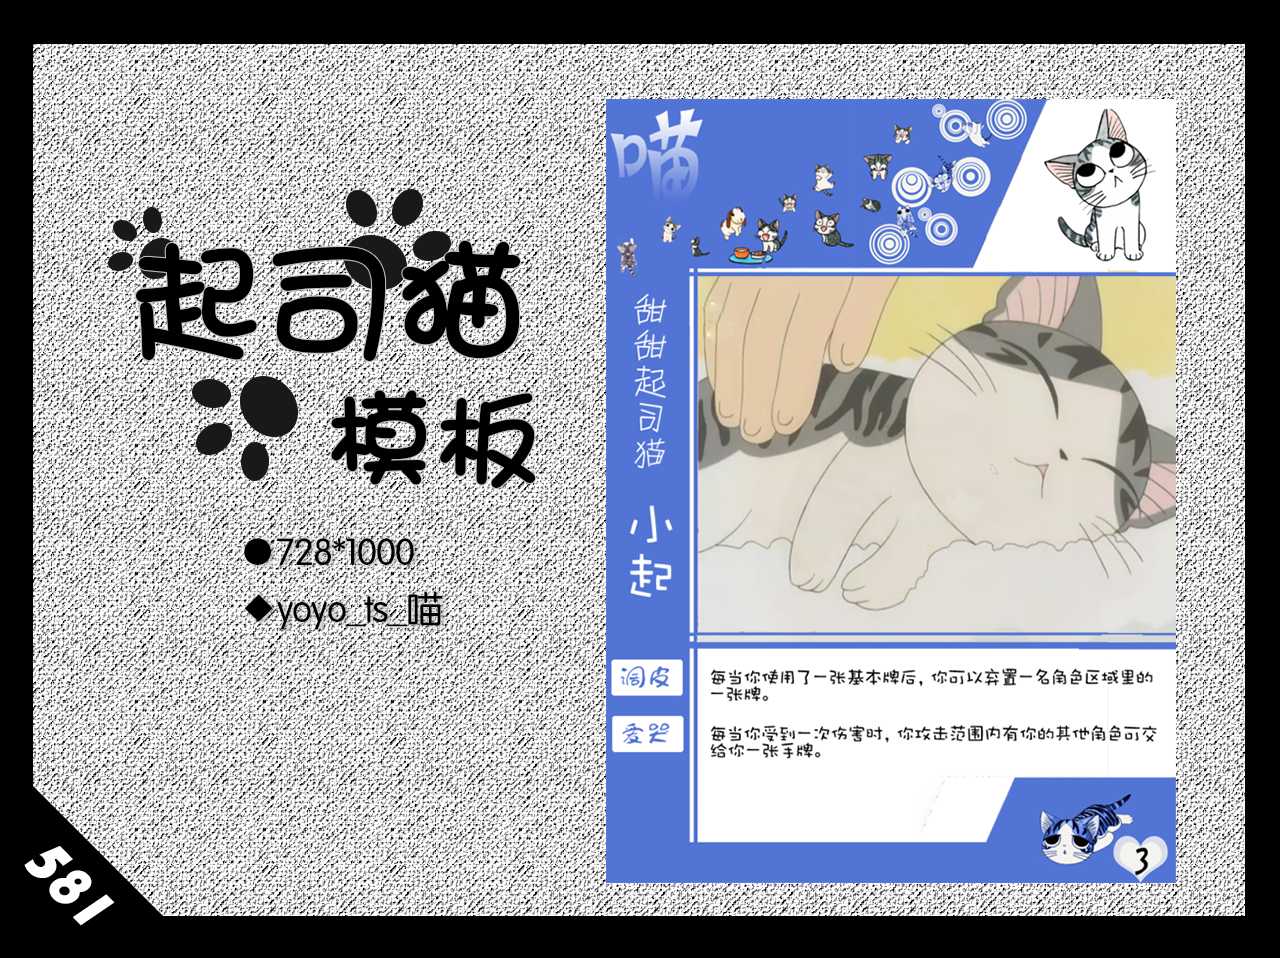 起司猫
模板
●728*1000
◆yoyo_ts_喵
581
喵
甜甜起司猫
小起
调皮
每当你使用了一张基本牌后，你可以弃置一名角色区域里的
一张牌。
爱哭
每当你受到一次伤害时，你攻击范围内有你的其他角色可交
给你一张手牌。
3